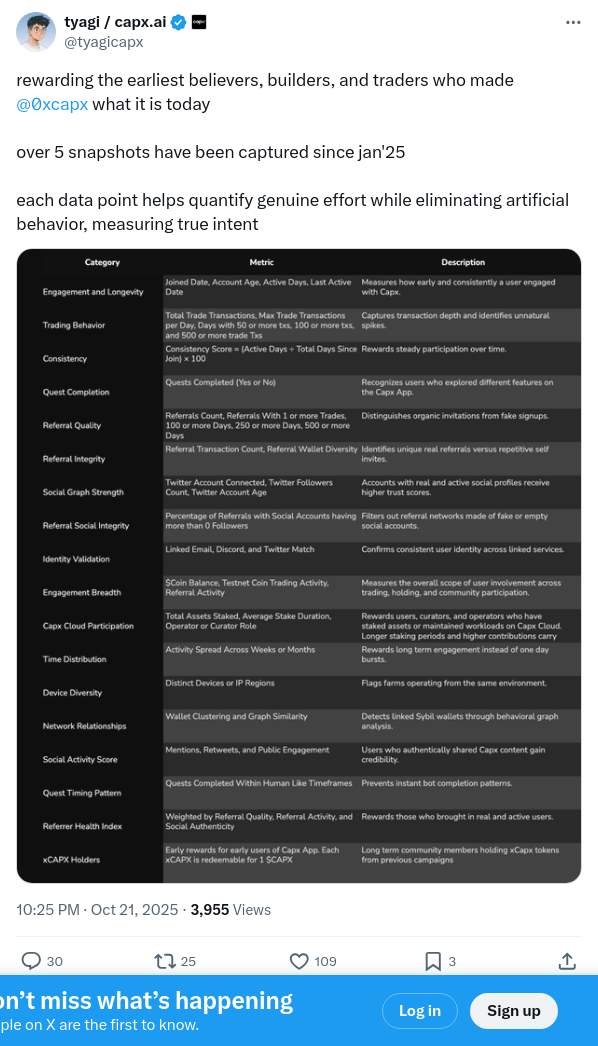 tyagi / capx.ai
@tyagicapx
rewarding the earliest believers, builders, and traders who made
@0xcapx what it is today
over 5 snapshots have been captured since jan'25
each data point helps quantify genuine effort while eliminating artificial
behavior, measuring true intent
Category Metric Description
Engagement and Longevity
Joined Date, Account Age, Active Days, Last Active
Date
Measures how early and consistently a user engaged
with Capx.
Trading Behavior
Total Trade Transactions, Max Trade Transactions
per Day, Days with 50 or more txs, 100 or more txs,
and 500 or more trade Txs
Captures transaction depth and identifies unnatural
spikes.
Consistency
Consistency Score = (Active Days ÷ Total Days Since
Join) × 100
Rewards steady participation over time.
Quest Completion
Quests Completed (Yes or No)
Recognizes users who explored different features on
the Capx App.
Referral Quality
Referrals Count, Referrals With 1 or more Trades,
100 or more Days, 250 or more Days, 500 or more
Days
Distinguishes organic invitations from fake signups.
Referral Integrity
Referral Transaction Count, Referral Wallet Diversity
Identifies unique real referrals versus repetitive self
invites.
Social Graph Strength
Twitter Account Connected, Twitter Followers
Count, Twitter Account Age
Accounts with real and active social profiles receive
higher trust scores.
Referral Social Integrity
Percentage of Referrals with Social Accounts having
more than 0 Followers
Filters out referral networks made of fake or empty
social accounts.
Identity Validation
Linked Email, Discord, and Twitter Match
Confirms consistent user identity across linked services.
Engagement Breadth
$Coin Balance, Testnet Coin Trading Activity,
Referral Activity
Measures the overall scope of user involvement across
trading, holding, and community participation.
Capx Cloud Participation
Total Assets Staked, Average Stake Duration,
Operator or Curator Role
Rewards users, curators, and operators who have
staked assets or maintained workloads on Capx Cloud.
Longer staking periods and higher contributions carry
Time Distribution
Activity Spread Across Weeks or Months
Rewards long term engagement instead of one day
bursts.
Device Diversity
Distinct Devices or IP Regions
Flags farms operating from the same environment.
Network Relationships
Wallet Clustering and Graph Similarity
Detects linked Sybil wallets through behavioral graph
analysis.
Social Activity Score
Mentions, Retweets, and Public Engagement
Users who authentically shared Capx content gain
credibility.
Quest Timing Pattern
Quests Completed Within Human Like Timeframes
Prevents instant bot completion patterns.
Referrer Health Index
Weighted by Referral Quality, Referral Activity, and
Social Authenticity
Rewards those who brought in real and active users.
xCAPX Holders
Early rewards for early users of Capx App. Each
xCAPX is redeemable for 1 $CAPX
Long term community members holding xCapx tokens
from previous campaigns
10:25 PM · Oct 21, 2025 · 3,955 Views
30 25 109 3
on't miss what's happening
ple on X are the first to know.
Log in
Sign up